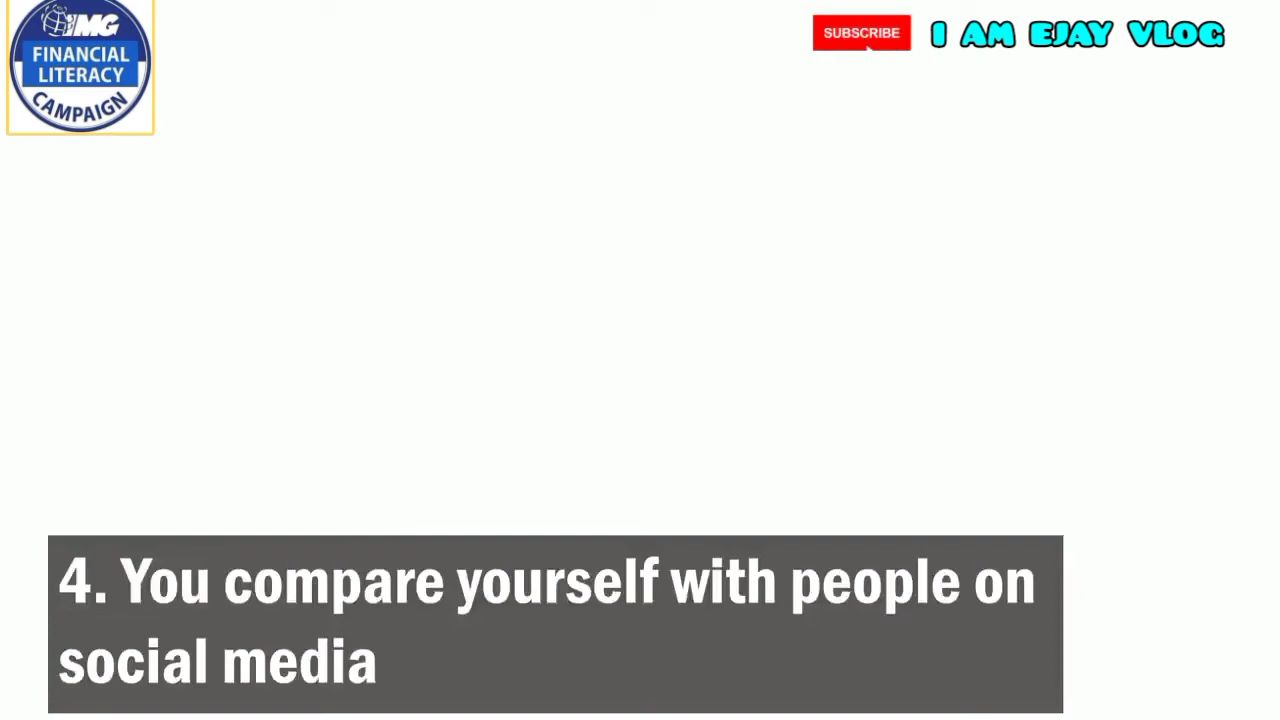 IMG
FINANCIAL
LITERACY
CAMPAIGN
SUBSCRIBE
I AM EJAY VLOG
4. You compare yourself with people on
social media